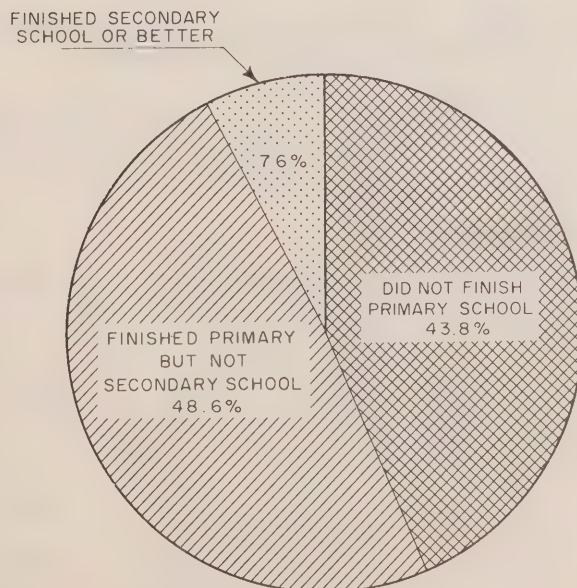 FINISHED SECONDARY
SCHOOL OR BETTER
76%
DID NOT FINISH
PRIMARY SCHOOL
43.8%
FINISHED PRIMARY
BUT NOT
SECONDARY SCHOOL
48.6%